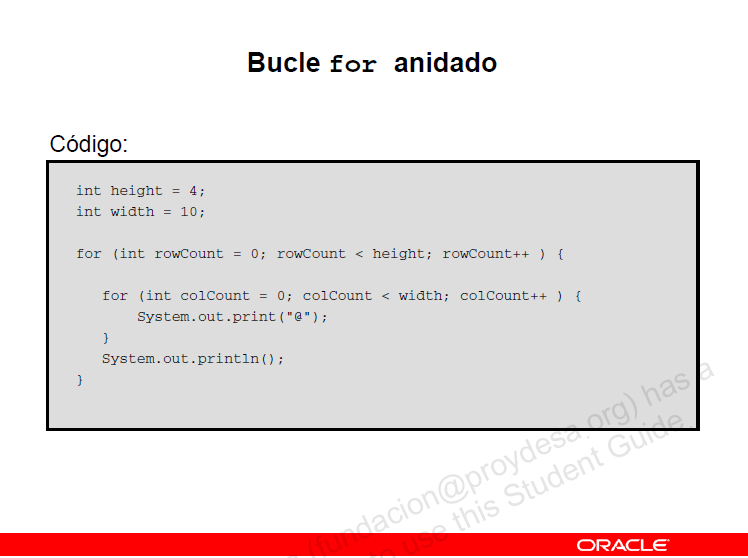 Bucle for anidado
Código:
int height = 4;
int width = 10;
for (int rowCount = 0; rowCount < height; rowCount++ ) {
for (int colCount = 0; colCount < width; colCount++ ) {
System.out.print("@");
}
System.out.println();
}
(fundacion@proydesa.org) has a
to use this Student Guide
ORACLE